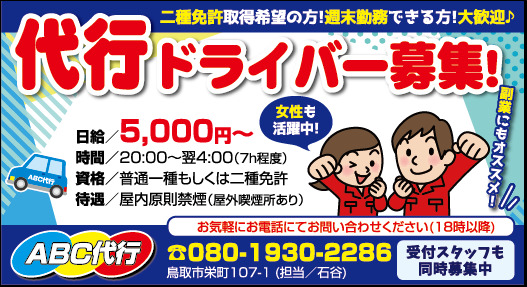 二種免許取得希望の方!週末勤務できる方!大歓迎♪
代行ドライバー募集!
女性も
活躍中!
副業にもオススメ!
日給／5,000円～
時間／20:00～翌4:00(7h程度)
資格／普通一種もしくは二種免許
待遇／屋内原則禁煙(屋外喫煙所あり)
ABC代行
お気軽にお電話にてお問い合わせください(18時以降)
ABC代行
☎080-1930-2286
鳥取市栄町107-1 (担当／石谷)
受付スタッフも
同時募集中